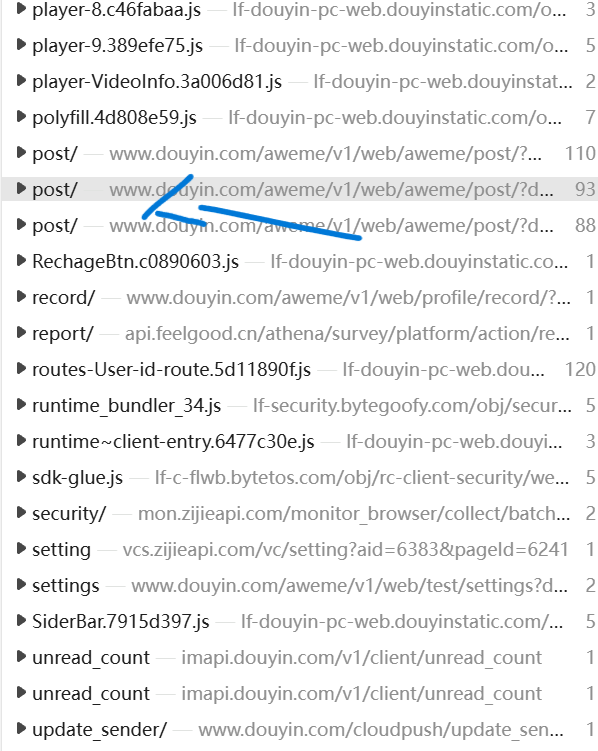 player-8.c46fabaa.js — lf-douyin-pc-web.douyinstatic.com/o... 3
player-9.389efe75.js — lf-douyin-pc-web.douyinstatic.com/o... 5
player-VideoInfo.3a006d81.js — lf-douyin-pc-web.douyinstat... 2
polyfill.4d808e59.js — lf-douyin-pc-web.douyinstatic.com/o... 7
post/ — www.douyin.com/aweme/v1/web/aweme/post/?... 110
post/ — www.douyin.com/aweme/v1/web/aweme/post/?d... 93
post/ — www.douyin.com/aweme/v1/web/aweme/post/?d... 88
RechageBtn.c0890603.js — lf-douyin-pc-web.douyinstatic.co... 1
record/ — www.douyin.com/aweme/v1/web/profile/record/?... 1
report/ — api.feelgood.cn/athena/survey/platform/action/re... 1
routes-User-id-route.5d11890f.js — lf-douyin-pc-web.dou... 120
runtime_bundler_34.js — lf-security.bytegoofy.com/obj/secur... 5
runtime~client-entry.6477c30e.js — lf-douyin-pc-web.douyi... 3
sdk-glue.js — lf-c-flwb.bytetos.com/obj/rc-client-security/we... 5
security/ — mon.zijieapi.com/monitor_browser/collect/batch... 2
setting — vcs.zijieapi.com/vc/setting?aid=6383&pageId=6241 1
settings — www.douyin.com/aweme/v1/web/test/settings?d... 2
SiderBar.7915d397.js — lf-douyin-pc-web.douyinstatic.com/... 5
unread_count — imapi.douyin.com/v1/client/unread_count 1
unread_count — imapi.douyin.com/v1/client/unread_count 1
update_sender/ — www.douyin.com/cloudpush/update_sen... 1